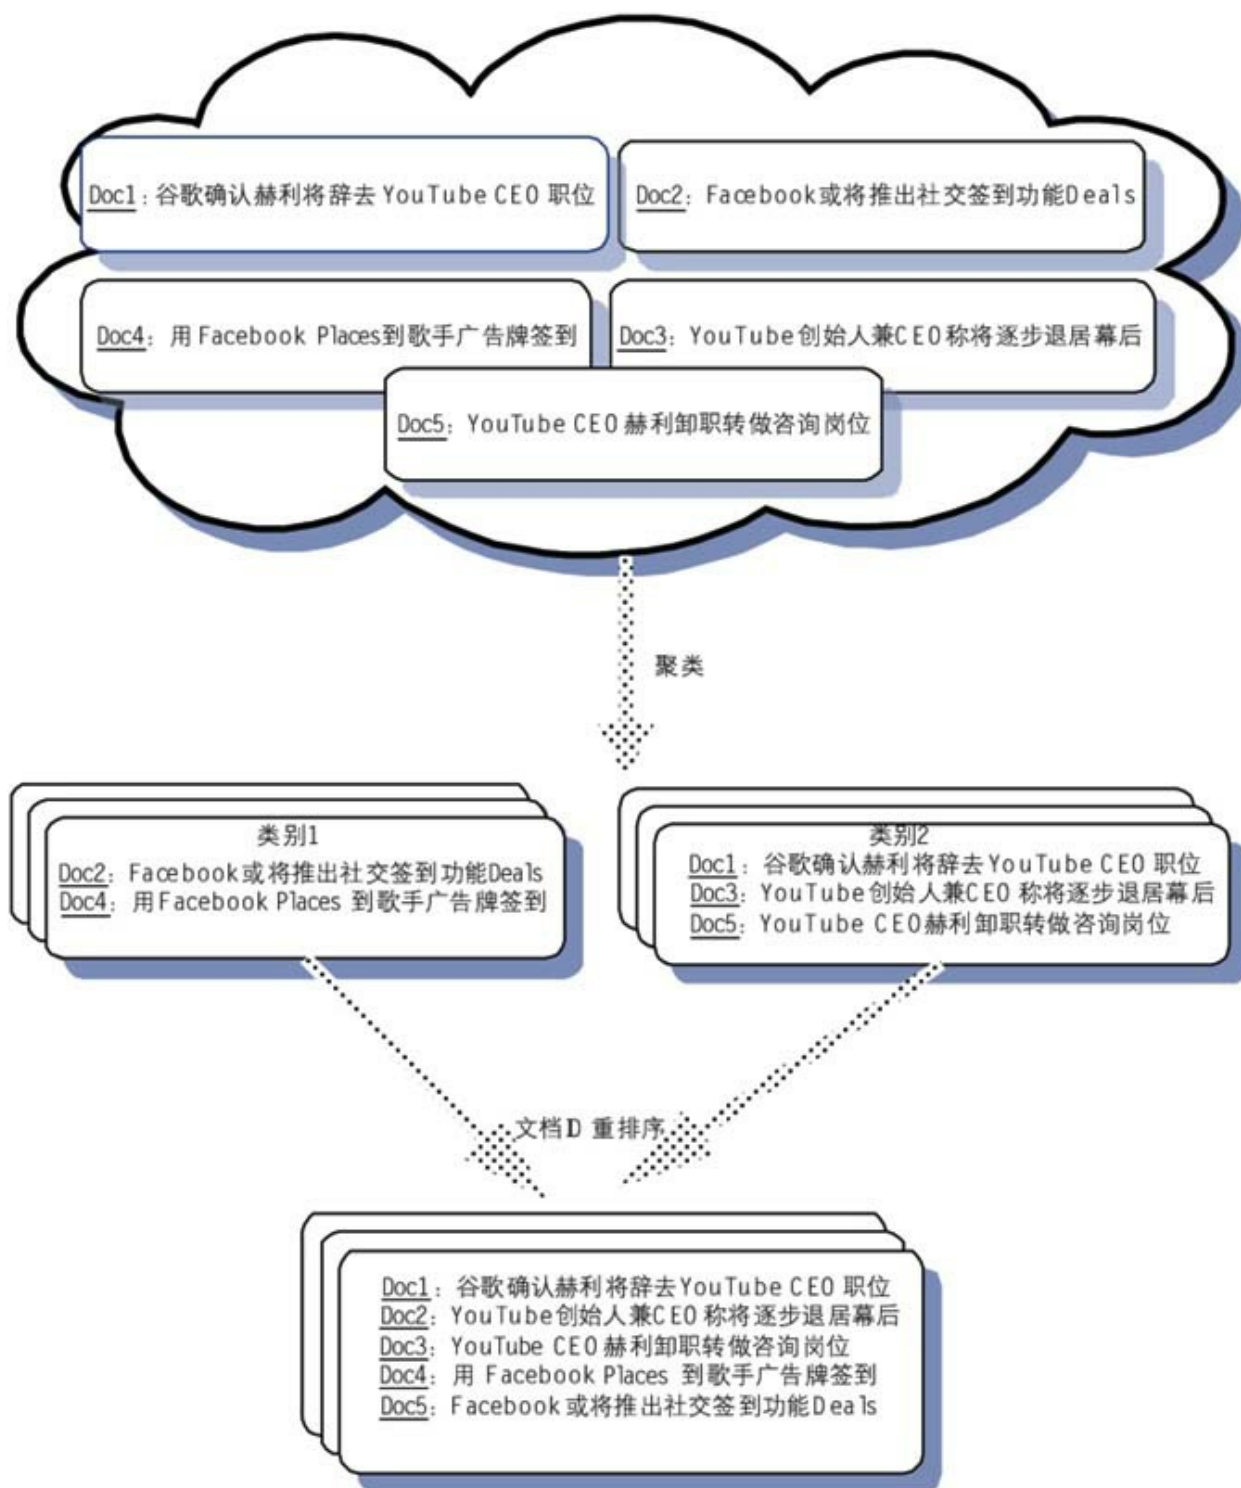 Doc1：谷歌确认赫利将辞去 YouTube CEO 职位
Doc2：Facebook或将推出社交签到功能Deals
Doc4：用 Facebook Places到歌手广告牌签到
Doc3：YouTube创始人兼CEO称将逐步退居幕后
Doc5：YouTube CEO 赫利卸职转做咨询岗位
聚类
类别1
Doc2：Facebook或将推出社交签到功能Deals
Doc4：用Facebook Places 到歌手广告牌签到
类别2
Doc1：谷歌确认赫利将辞去YouTube CEO 职位
Doc3：YouTube创始人兼CEO 称将逐步退居幕后
Doc5：YouTube CEO赫利卸职转做咨询岗位
文档ID 重排序
Doc1：谷歌确认赫利将辞去YouTube CEO 职位
Doc2：YouTube创始人兼CEO 称将逐步退居幕后
Doc3：YouTube CEO 赫利卸职转做咨询岗位
Doc4：用 Facebook Places 到歌手广告牌签到
Doc5：Facebook 或将推出社交签到功能Deals